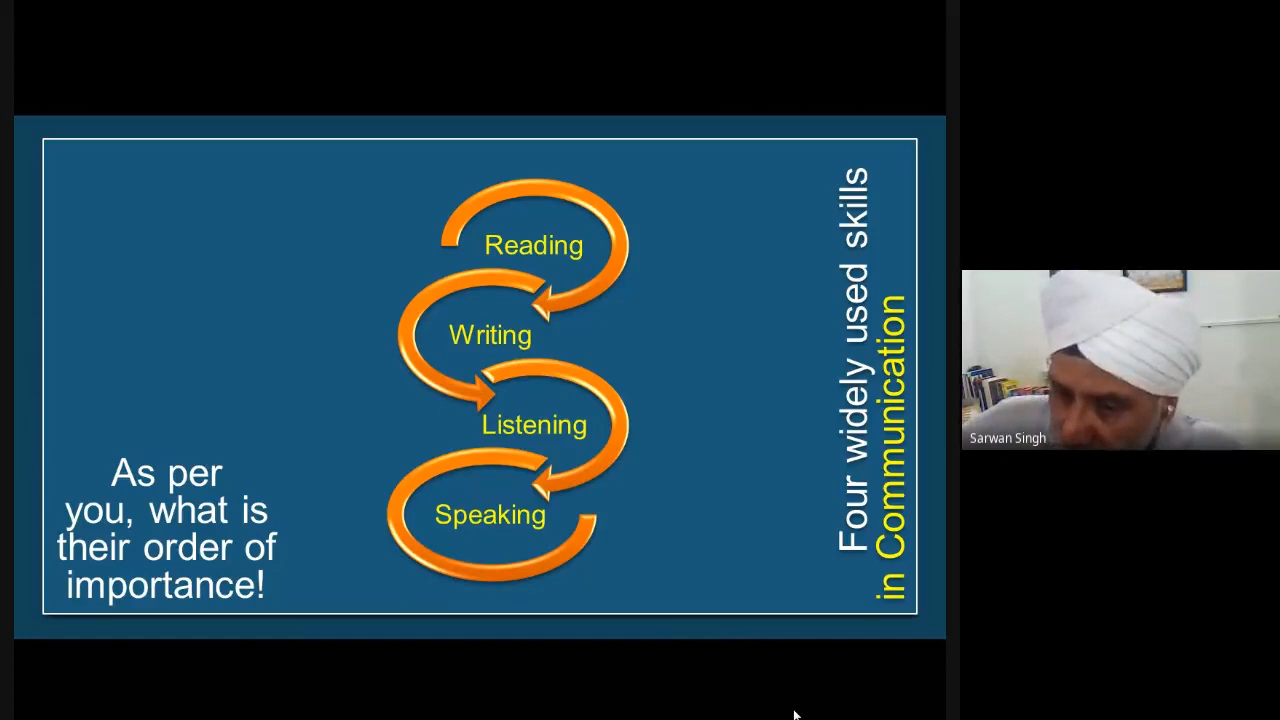 Reading
Writing
Listening
Speaking
As per
you, what is
their order of
importance!
Four widely used skills
in Communication
Sarwan Singh